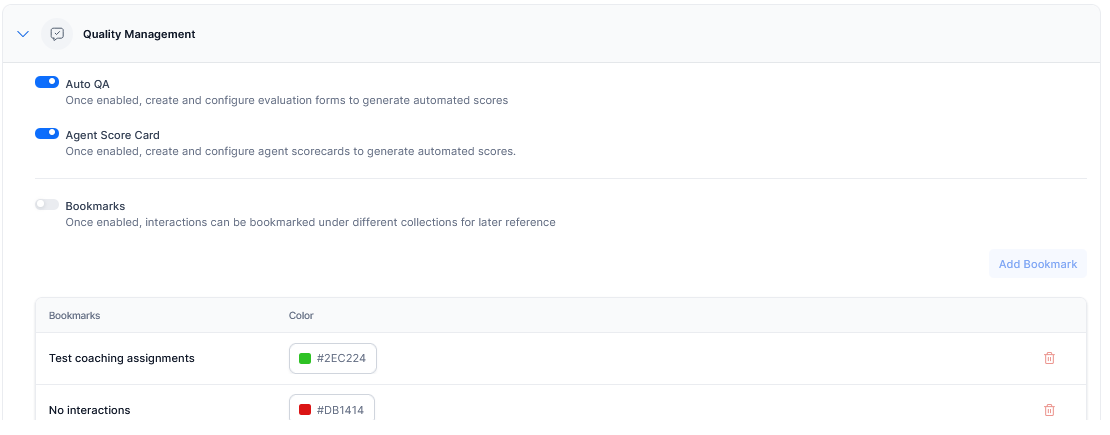 Quality Management
Auto QA
Once enabled, create and configure evaluation forms to generate automated scores
Agent Score Card
Once enabled, create and configure agent scorecards to generate automated scores.
Bookmarks
Once enabled, interactions can be bookmarked under different collections for later reference
Add Bookmark
Bookmarks Color
Test coaching assignments #2EC224
No interactions #DB1414